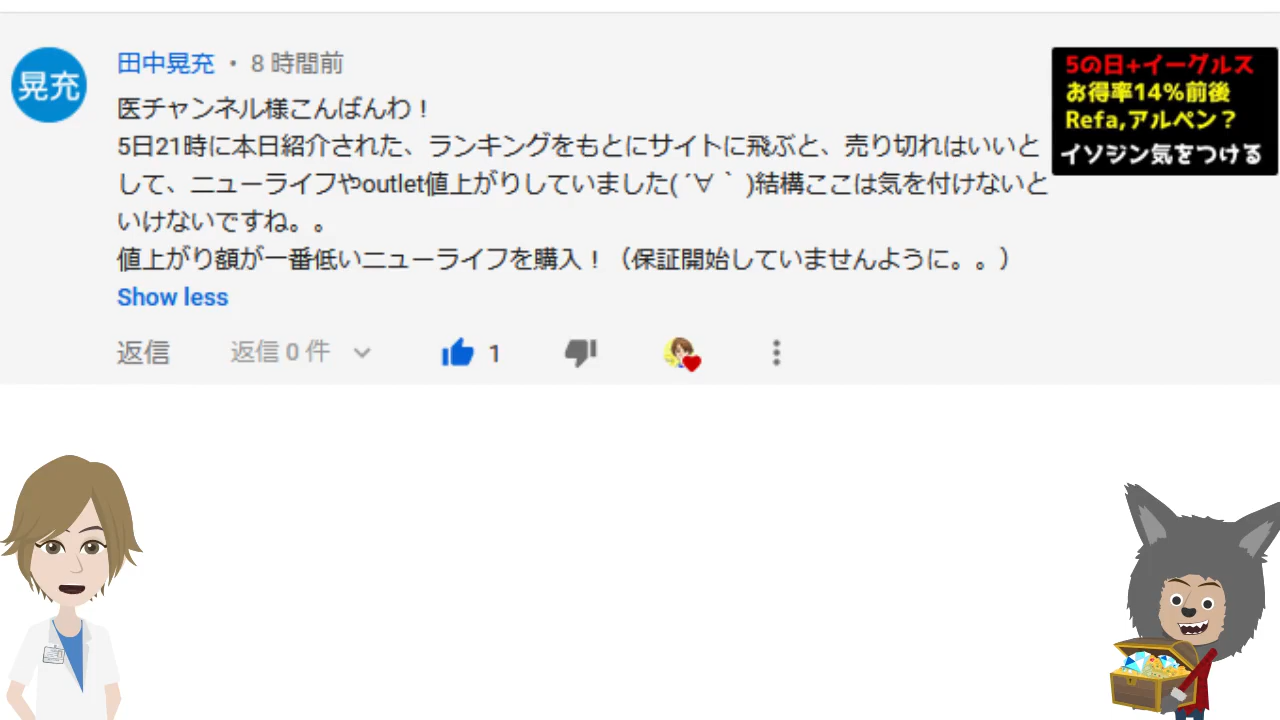 晃充
田中晃充 • 8 時間前
医チャンネル様こんばんわ！
5日21時に本日紹介された、ランキングをもとにサイトに飛ぶと、売り切れはいいと
して、ニューライフやoutlet値上がりしていました( ´∀｀ )結構ここは気を付けないと
いけないですね。。
値上がり額が一番低いニューライフを購入！（保証開始していませんように。。）
Show less
返信 返信 0 件 1
5の日+イーグルス
お得率14%前後
Refa,アルペン？
イソジン気をつける